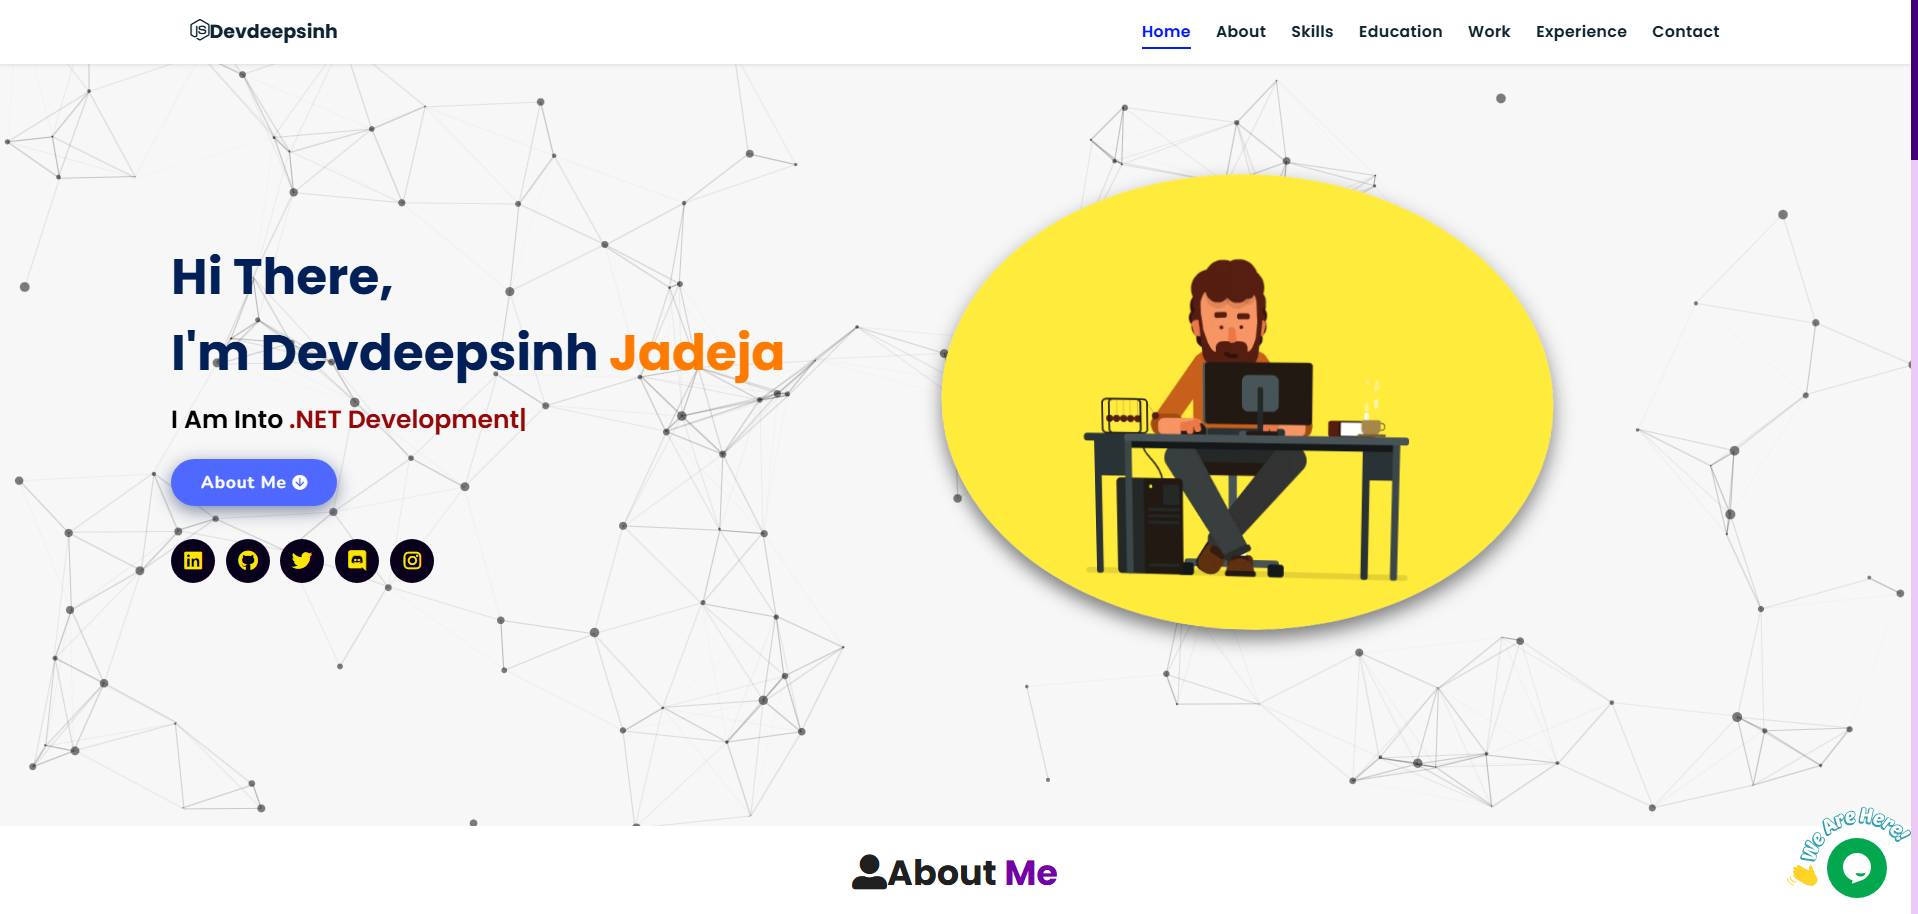 Devdeepsinh
Home About Skills Education Work Experience Contact
Hi There,
I'm Devdeepsinh Jadeja
I Am Into .NET Development|
About Me
We Are Here!
About Me